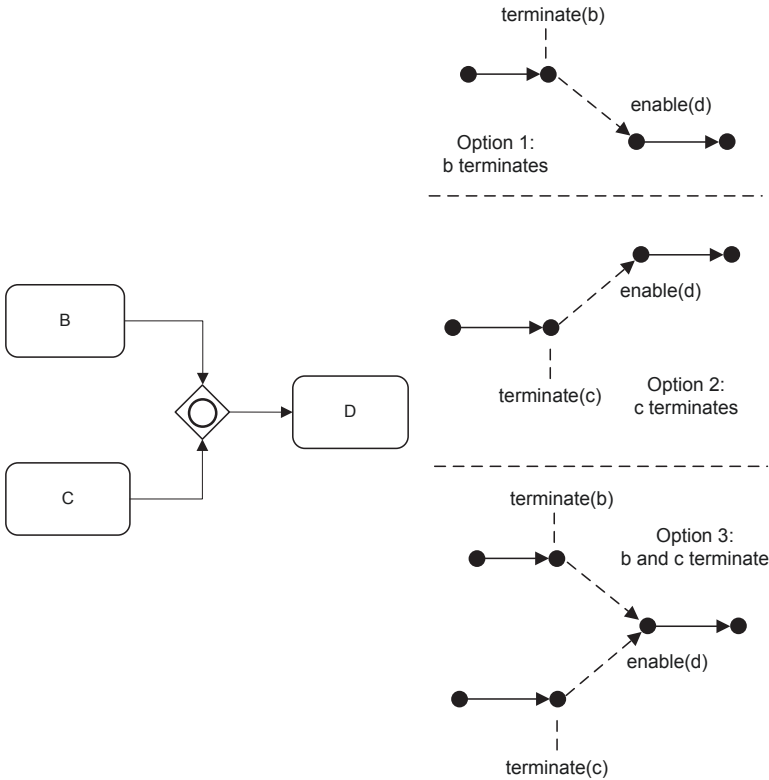 terminate(b)
enable(d)
Option 1:
b terminates
B
C
D
enable(d)
terminate(c)
Option 2:
c terminates
terminate(b)
Option 3:
b and c terminate
enable(d)
terminate(c)